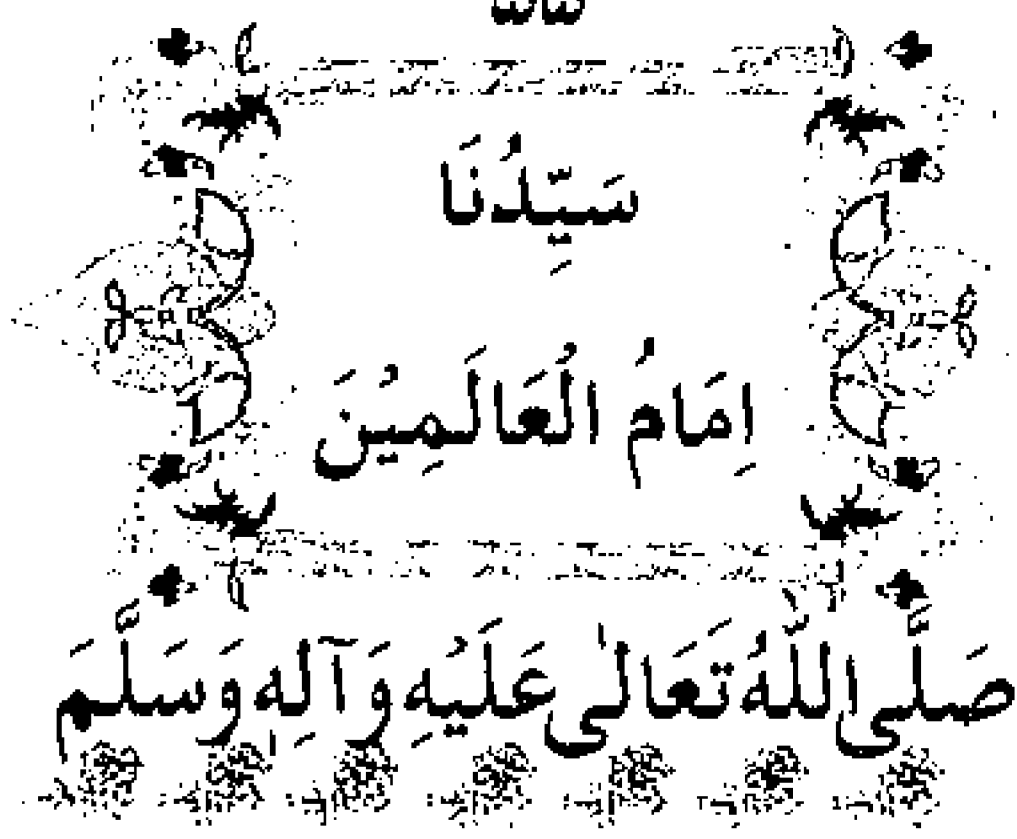 سَيِّدُنَا
اِمَامُ الْعَالَمِيْنَ
صَلَّى اللّٰهُ تَعَالٰى عَلَيْهِ وَآلِهٖ وَسَلَّمَ